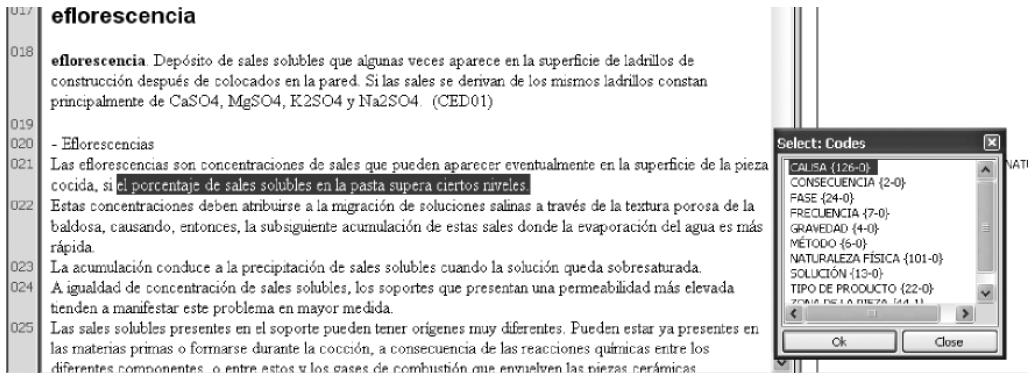 017
eflorescencia
018
eflorescencia. Depósito de sales solubles que algunas veces aparece en la superficie de ladrillos de
construcción después de colocados en la pared. Si las sales se derivan de los mismos ladrillos constan
principalmente de CaSO4, MgSO4, K2SO4 y Na2SO4. (CED01)
019
020 - Eflorescencias
021 Las eflorescencias son concentraciones de sales que pueden aparecer eventualmente en la superficie de la pieza
cocida, si el porcentaje de sales solubles en la pasta supera ciertos niveles.
022 Estas concentraciones deben atribuirse a la migración de soluciones salinas a través de la textura porosa de la
baldosa, causando, entonces, la subsiguiente acumulación de estas sales donde la evaporación del agua es más
rápida.
023 La acumulación conduce a la precipitación de sales solubles cuando la solución queda sobresaturada.
024 A igualdad de concentración de sales solubles, los soportes que presentan una permeabilidad más elevada
tienden a manifestar este problema en mayor medida.
025 Las sales solubles presentes en el soporte pueden tener orígenes muy diferentes. Pueden estar ya presentes en
las materias primas o formarse durante la cocción, a consecuencia de las reacciones químicas entre los
diferentes componentes, o entre estos y los gases de combustión que envuelven las piezas cerámicas
Select: Codes
CAUSA {126-0}
CONSECUENCIA {2-0}
FASE {24-0}
FRECUENCIA {7-0}
GRAVEDAD {4-0}
MÉTODO {6-0}
NATURALEZA FÍSICA {101-0}
SOLUCIÓN {13-0}
TIPO DE PRODUCTO {22-0}
ZONA DE LA PIEZA {44-1}
Ok Close
NATU